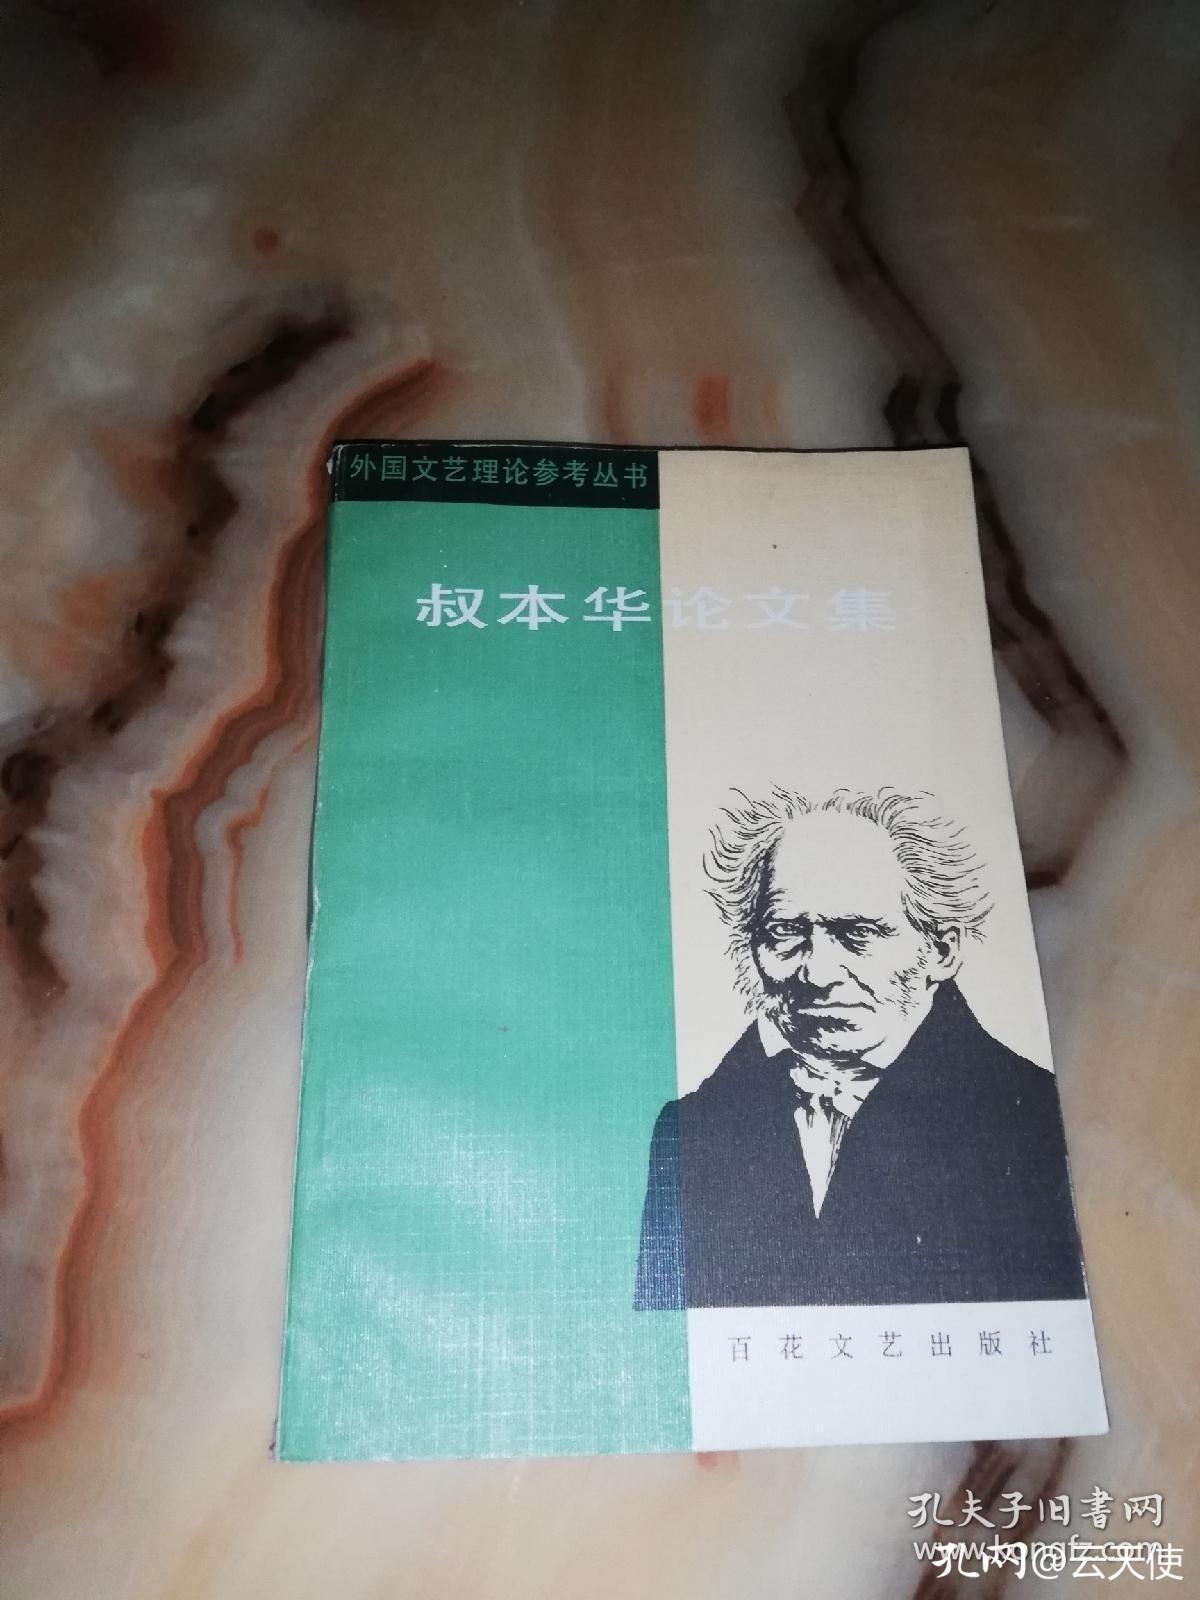 外国文艺理论参考丛书
叔本华论文集
百花文艺出版社
孔夫子旧書网
孔网@云天使